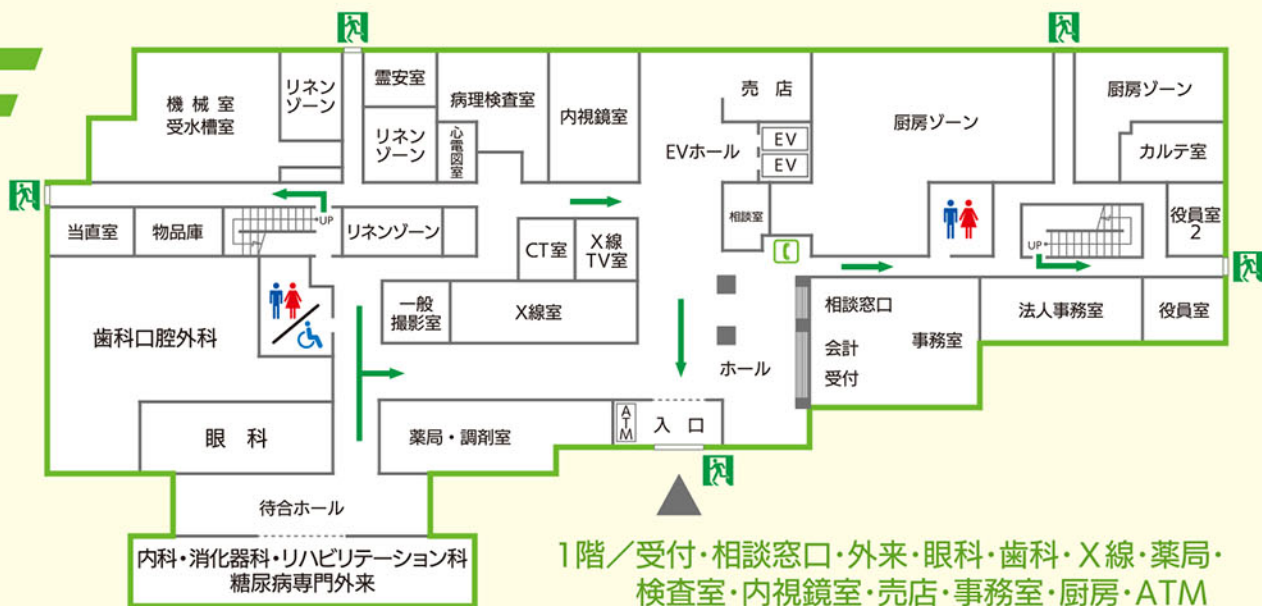 機械室
受水槽室
リネン
ゾーン
霊安室
リネン
ゾーン
病理検査室
心電図室
内視鏡室
売店
EVホール
EV
EV
厨房ゾーン
厨房ゾーン
カルテ室
相談室
役員室
2
当直室
物品庫
UP
リネンゾーン
CT室
X線
TV室
UP
一般
撮影室
X線室
相談窓口
会計
受付
事務室
法人事務室
役員室
歯科口腔外科
ホール
眼科
薬局・調剤室
ATM
入口
待合ホール
内科・消化器科・リハビリテーション科
糖尿病専門外来
1階／受付・相談窓口・外来・眼科・歯科・X線・薬局・
検査室・内視鏡室・売店・事務室・厨房・ATM